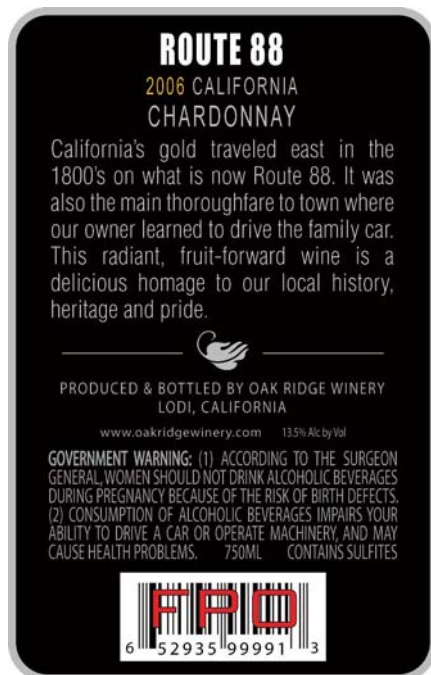 ROUTE 88
2006 CALIFORNIA
CHARDONNAY
California's gold traveled east in the
1800's on what is now Route 88. It was
also the main thoroughfare to town where
our owner learned to drive the family car.
This radiant, fruit-forward wine is a
delicious homage to our local history,
heritage and pride.
PRODUCED & BOTTLED BY OAK RIDGE WINERY
LODI, CALIFORNIA
www.oakridgewinery.com 13.5% Alc by Vol
GOVERNMENT WARNING: (1) ACCORDING TO THE SURGEON
GENERAL, WOMEN SHOULD NOT DRINK ALCOHOLIC BEVERAGES
DURING PREGNANCY BECAUSE OF THE RISK OF BIRTH DEFECTS.
(2) CONSUMPTION OF ALCOHOLIC BEVERAGES IMPAIRS YOUR
ABILITY TO DRIVE A CAR OR OPERATE MACHINERY, AND MAY
CAUSE HEALTH PROBLEMS. 750ML CONTAINS SULFITES
FPO
6 52935 99991 3